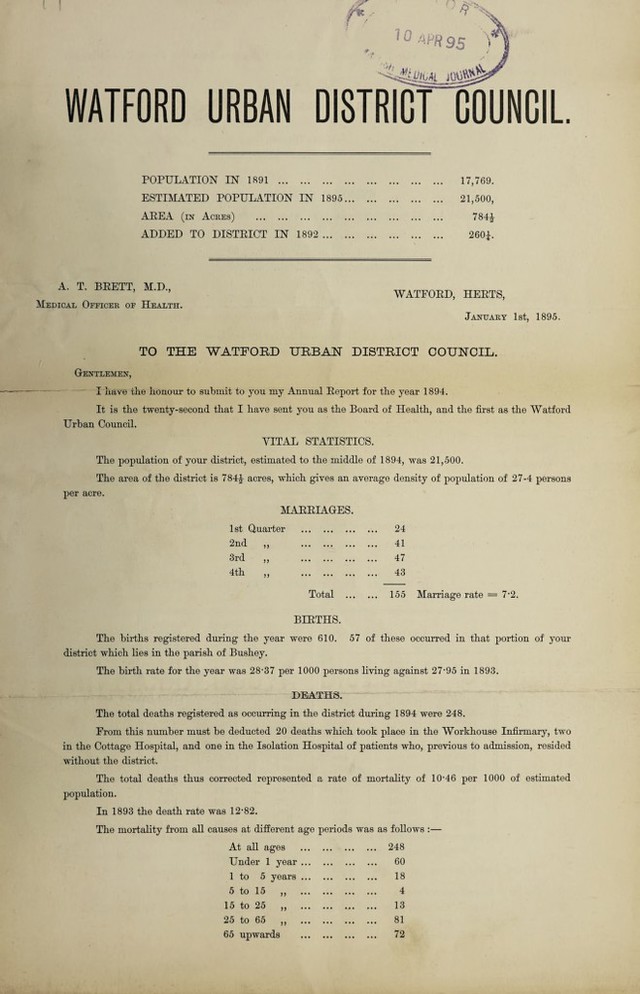 OR
10 APR 95
MEDICAL JOURNAL
WATFORD URBAN DISTRICT COUNCIL.
POPULATION IN 1891 ... ... ... ... ... ... ... ... 17,769.
ESTIMATED POPULATION IN 1895... ... ... ... ... 21,500,
AREA (in Acres) ... ... ... ... ... ... ... ... ... 784½
ADDED TO DISTRICT IN 1892 ... ... ... ... ... ... 260¼.
A. T. BRETT, M.D.,
Medical Officer of Health.
WATFORD, HERTS,
January 1st, 1895.
TO THE WATFORD URBAN DISTRICT COUNCIL.
Gentlemen,
I have the honour to submit to you my Annual Report for the year 1894.
It is the twenty-second that I have sent you as the Board of Health, and the first as the Watford
Urban Council.
VITAL STATISTICS.
The population of your district, estimated to the middle of 1894, was 21,500.
The area of the district is 784½ acres, which gives an average density of population of 27-4 persons
per acre.
MARRIAGES.
1st Quarter ... ... ... ... 24
2nd ,, ... ... ... ... 41
3rd ,, ... ... ... ... 47
4th ,, ... ... ... ... 43
Total ... ... 155 Marriage rate = 7·2.
BIRTHS.
The births registered during the year were 610. 57 of these occurred in that portion of your
district which lies in the parish of Bushey.
The birth rate for the year was 28·37 per 1000 persons living against 27·95 in 1893.
DEATHS.
The total deaths registered as occurring in the district during 1894 were 248.
From this number must be deducted 20 deaths which took place in the Workhouse Infirmary, two
in the Cottage Hospital, and one in the Isolation Hospital of patients who, previous to admission, resided
without the district.
The total deaths thus corrected represented a rate of mortality of 10·46 per 1000 of estimated
population.
In 1893 the death rate was 12·82.
The mortality from all causes at different age periods was as follows :—
At all ages ... ... ... ... 248
Under 1 year ... ... ... ... 60
1 to 5 years ... ... ... ... 18
5 to 15 ,, ... ... ... ... 4
15 to 25 ,, ... ... ... ... 13
25 to 65 ,, ... ... ... ... 81
65 upwards ... ... ... ... 72